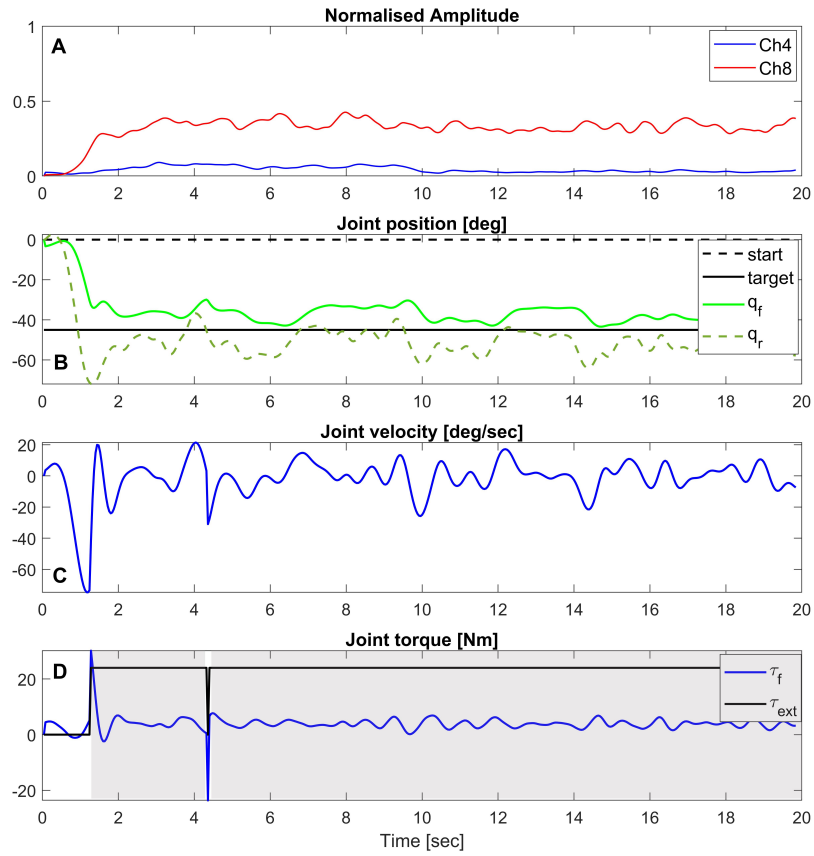 Normalised Amplitude
A
1
0.5
0
Ch4
Ch8
0 2 4 6 8 10 12 14 16 18 20
Joint position [deg]
0
-20
-40
-60
B
start
target
q_f
q_r
0 2 4 6 8 10 12 14 16 18 20
Joint velocity [deg/sec]
20
0
-20
-40
-60
C
0 2 4 6 8 10 12 14 16 18 20
Joint torque [Nm]
D
20
0
-20
τ_f
τ_ext
0 2 4 6 8 10 12 14 16 18 20
Time [sec]